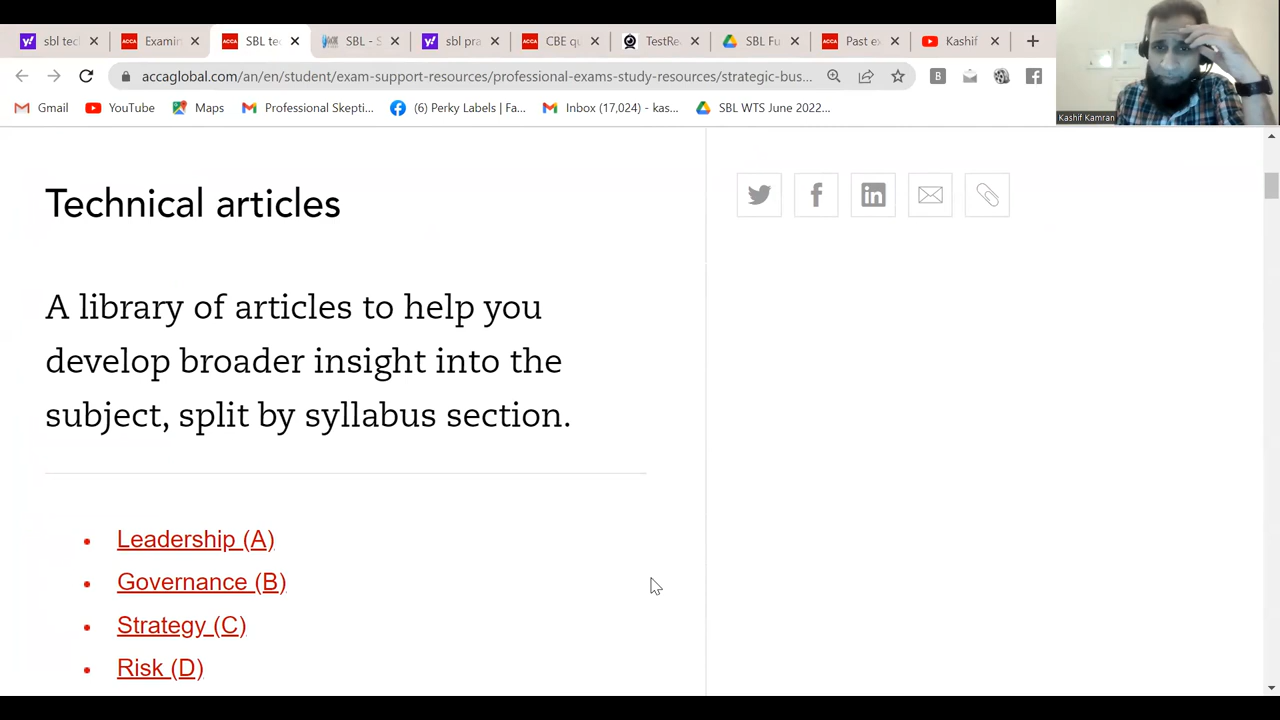 sbl tec
Examin
SBL tec
SBL - S
sbl pra
CBE qu
TestRe
SBL Fu
Past ex
Kashif
accaglobal.com/an/en/student/exam-support-resources/professional-exams-study-resources/strategic-bus...
Gmail
YouTube
Maps
Professional Skepti...
(6) Perky Labels | Fa...
Inbox (17,024) - kas...
SBL WTS June 2022...
Kashif Kamran
Technical articles
A library of articles to help you
develop broader insight into the
subject, split by syllabus section.
Leadership (A)
Governance (B)
Strategy (C)
Risk (D)